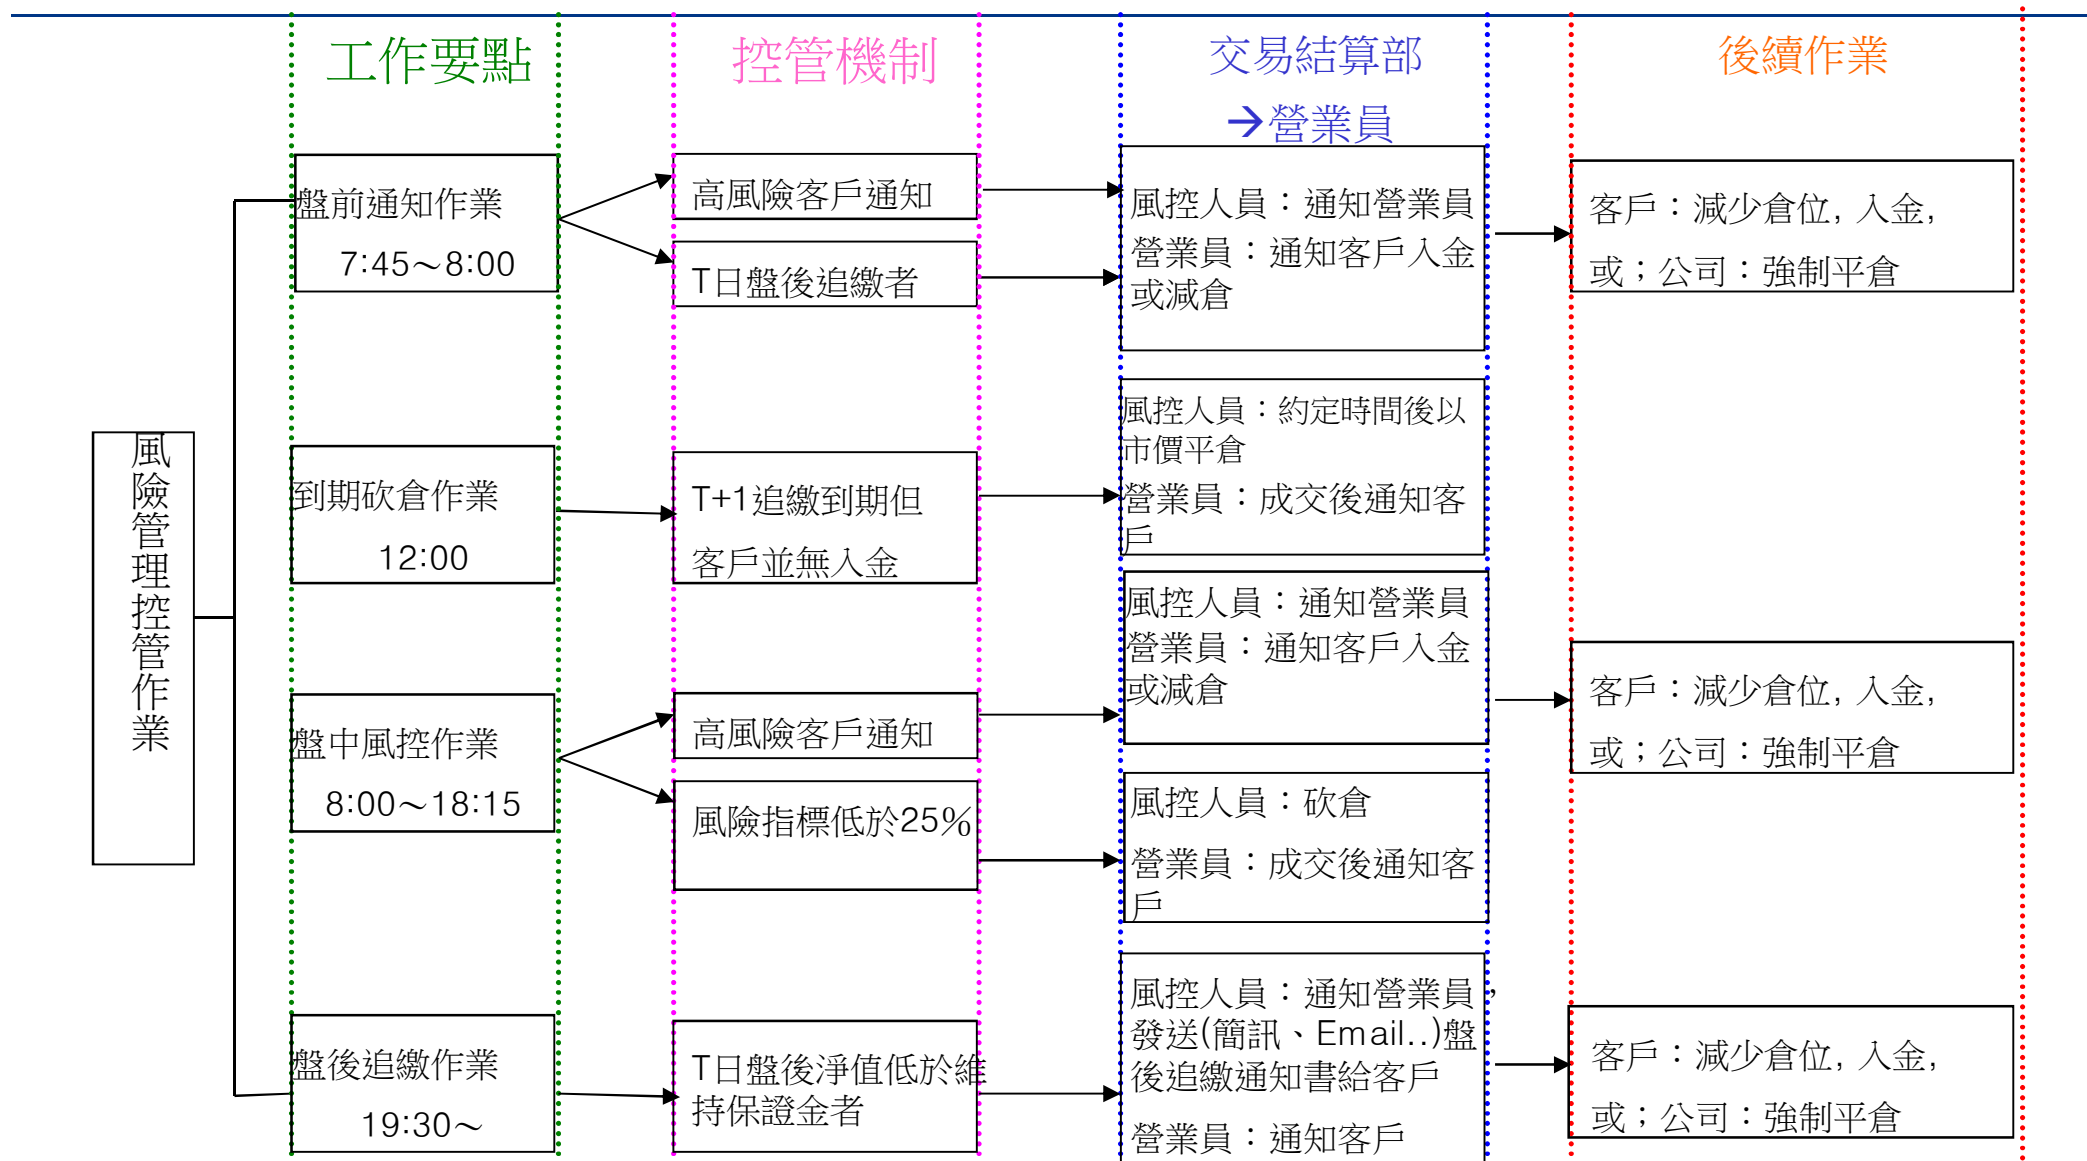 工作要點
控管機制
交易結算部
→營業員
後續作業
風險管理控管作業
盤前通知作業
7:45～8:00
高風險客戶通知
T日盤後追繳者
風控人員：通知營業員
營業員：通知客戶入金
或減倉
客戶：減少倉位, 入金,
或；公司：強制平倉
到期砍倉作業
12:00
T+1追繳到期但
客戶並無入金
風控人員：約定時間後以
市價平倉
營業員：成交後通知客
戶
盤中風控作業
8:00～18:15
高風險客戶通知
風險指標低於25%
風控人員：通知營業員
營業員：通知客戶入金
或減倉
風控人員：砍倉
營業員：成交後通知客
戶
客戶：減少倉位, 入金,
或；公司：強制平倉
盤後追繳作業
19:30～
T日盤後淨值低於維
持保證金者
風控人員：通知營業員，
發送(簡訊、Email..)盤
後追繳通知書給客戶
營業員：通知客戶
客戶：減少倉位, 入金,
或；公司：強制平倉